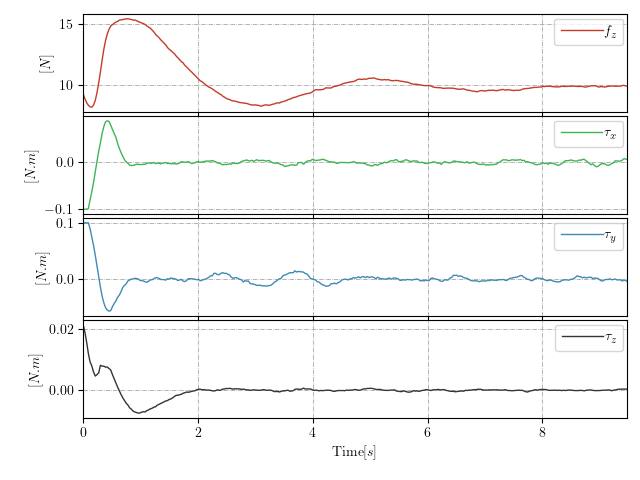 15
10
[N]
f_z
0.0
−0.1
[N.m]
τ_x
0.1
0.0
[N.m]
τ_y
0.02
0.00
[N.m]
τ_z
0 2 4 6 8
Time[s]